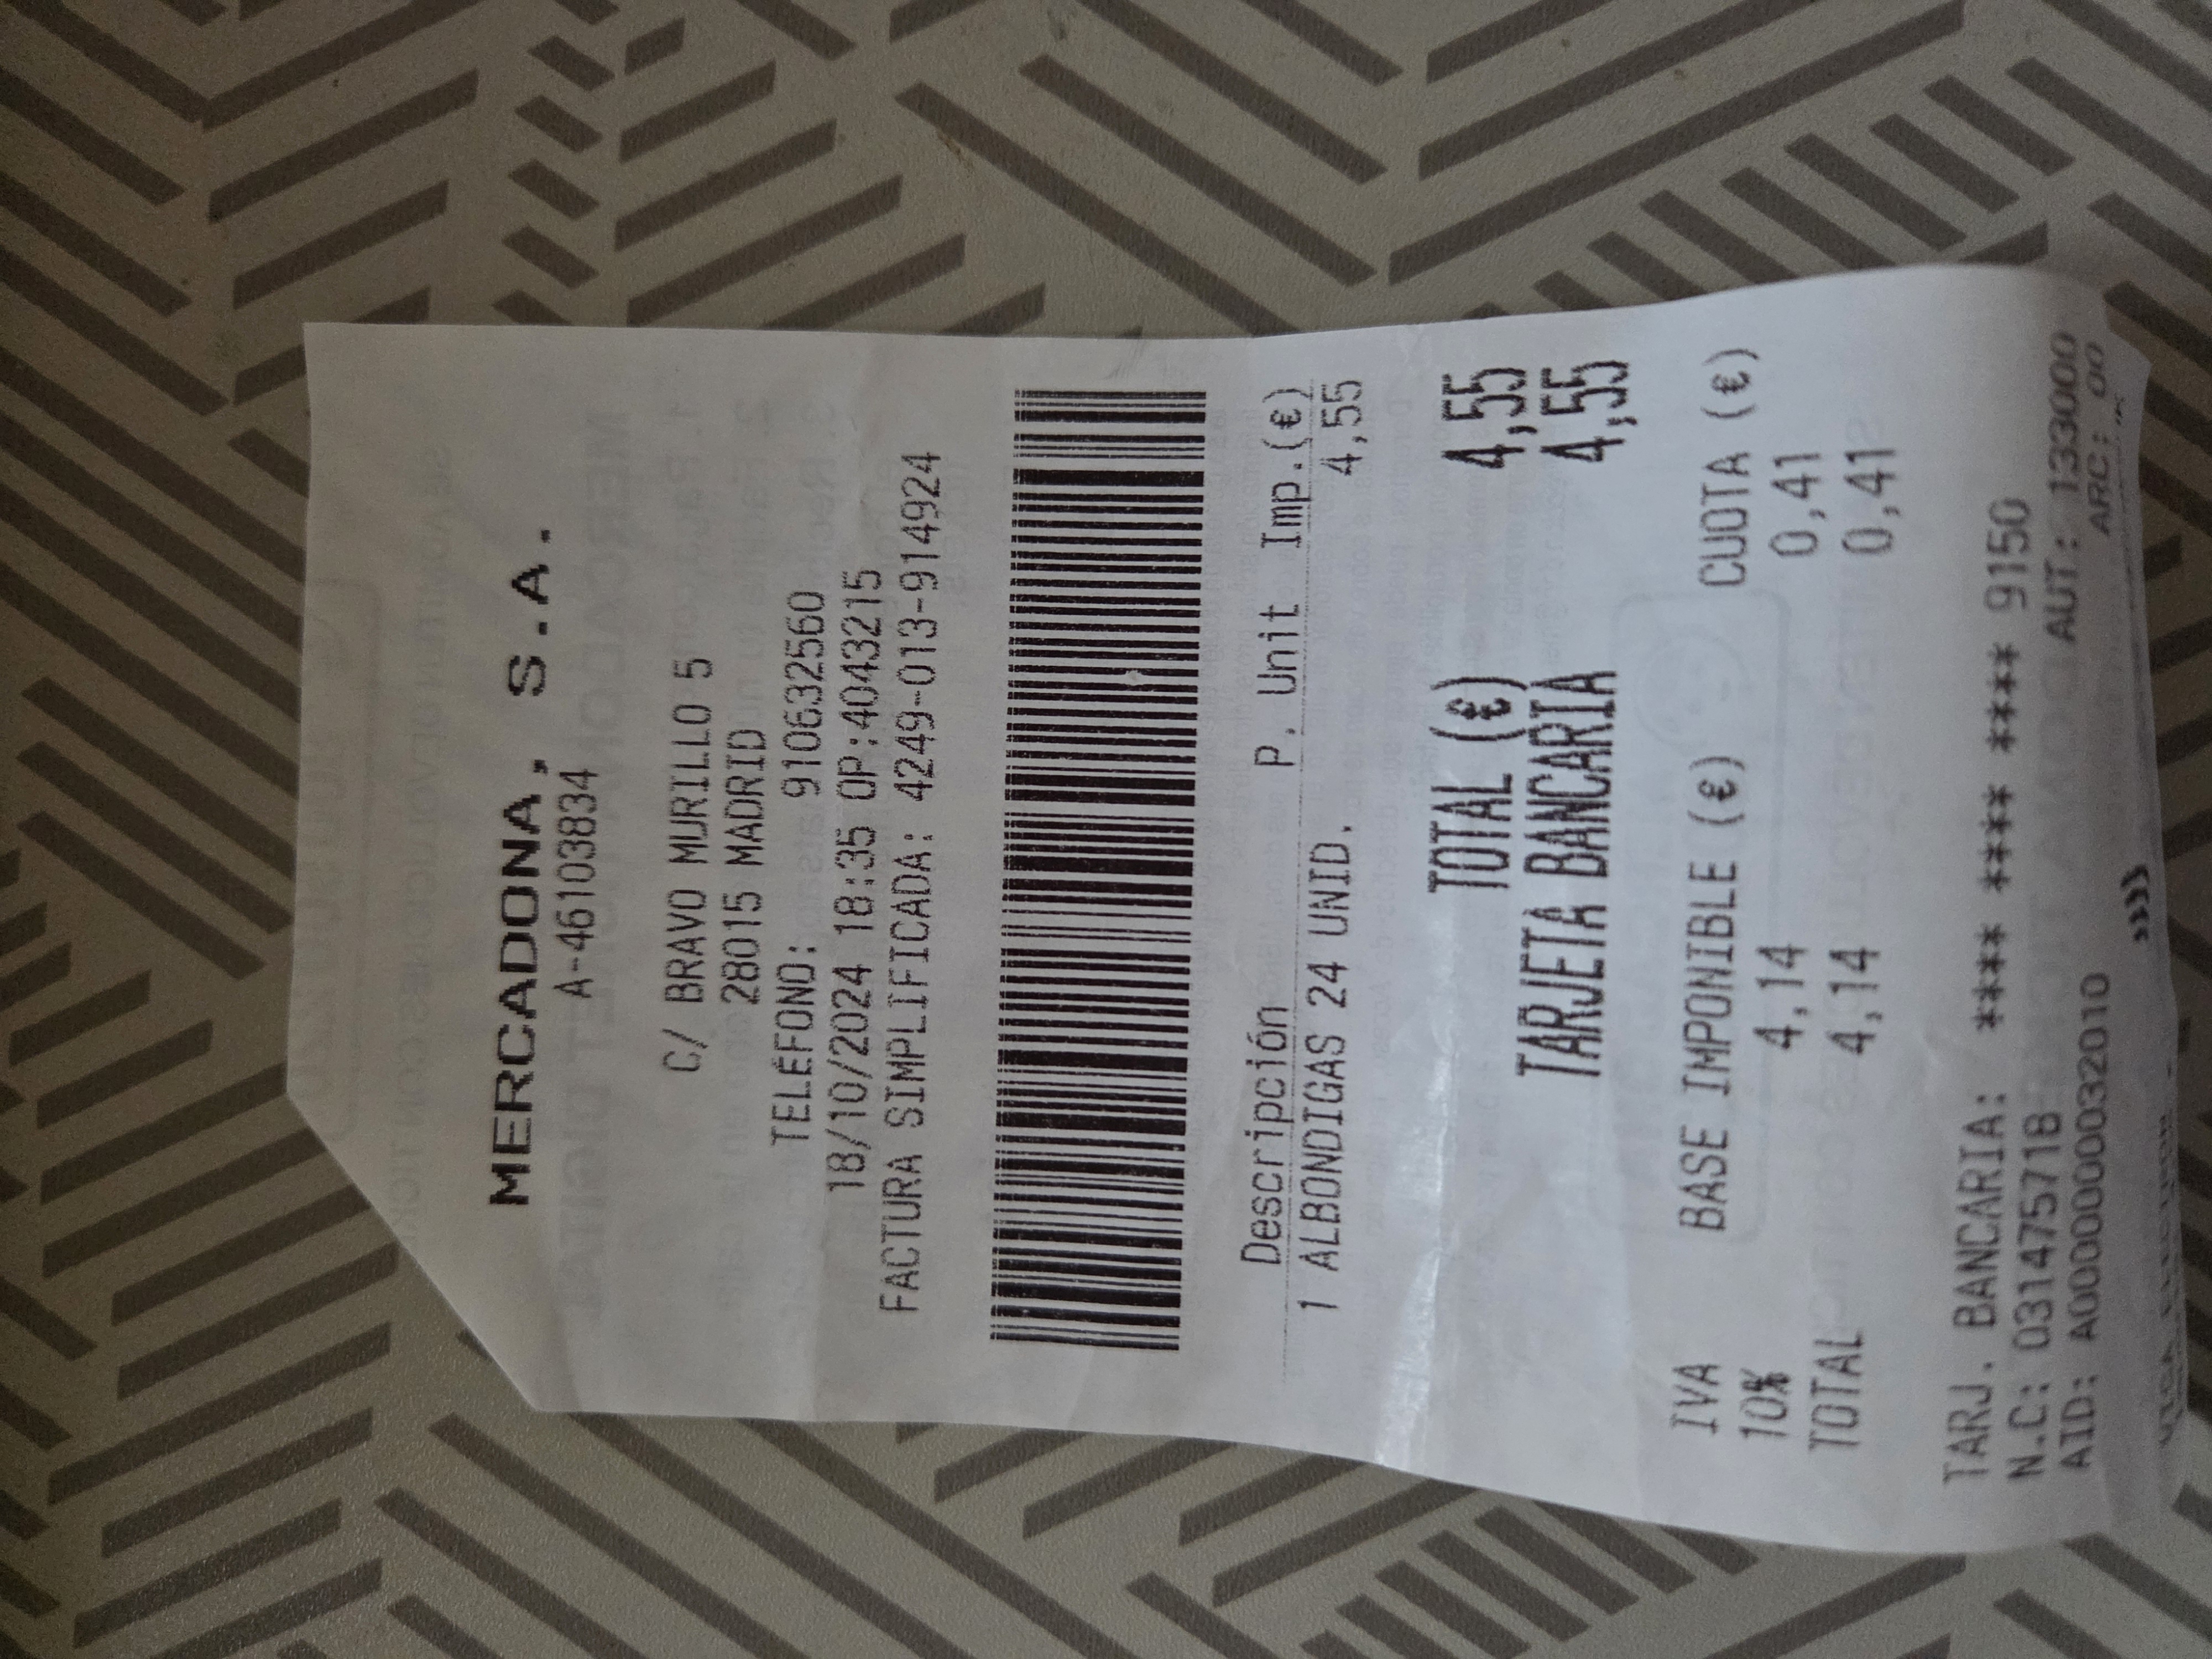 MERCADONA, S.A.
A-46103834
C/ BRAVO MURILLO 5
28015 MADRID
TELÉFONO: 910632560
18/10/2024 18:35 OP:4043215
FACTURA SIMPLIFICADA: 4249-013-914924
Descripción P. Unit Imp.(€)
1 ALBONDIGAS 24 UNID. 4,55
TOTAL (€) 4,55
TARJETA BANCARIA 4,55
IVA BASE IMPONIBLE (€) CUOTA (€)
10% 4,14 0,41
TOTAL 4,14 0,41
TARJ. BANCARIA: **** **** **** 9150
N.C: 031475718 AUT: 133000
AID: A0000000032010 ARC: 00